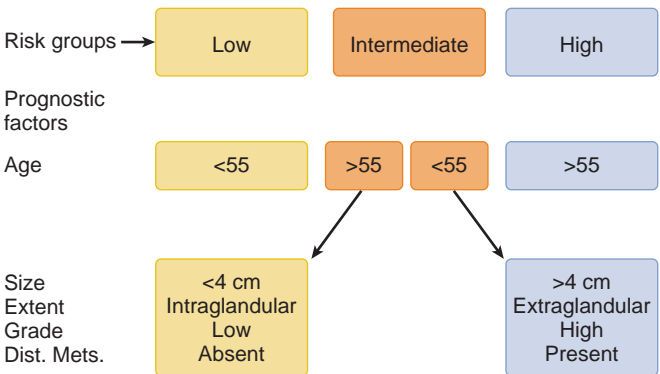 Risk groups Low Intermediate High
Prognostic
factors
Age <55 >55 <55 >55
Size <4 cm >4 cm
Extent Intraglandular Extraglandular
Grade Low High
Dist. Mets. Absent Present